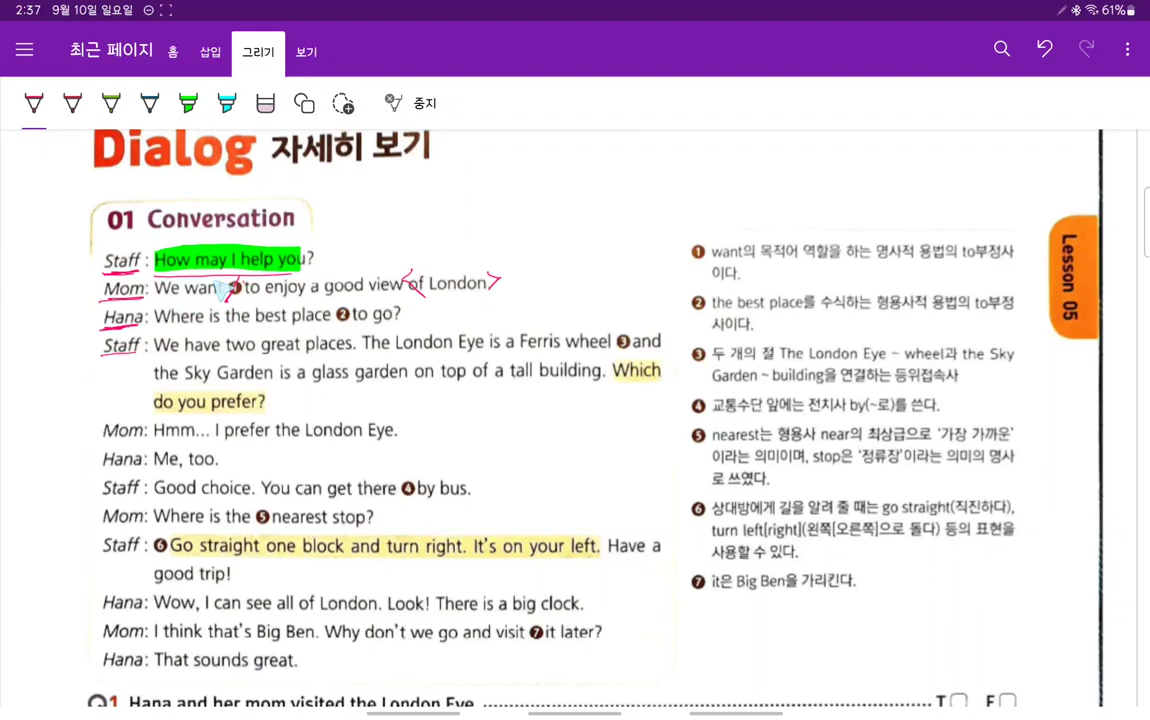 2:37 9월 10일 일요일 61%
최근 페이지 홈 삽입 그리기 보기
중지
Dialog 자세히 보기
01 Conversation
Staff : How may I help you?
Mom: We want ❶ to enjoy a good view <of London.>
Hana: Where is the best place ❷ to go?
Staff : We have two great places. The London Eye is a Ferris wheel ❸ and
the Sky Garden is a glass garden on top of a tall building. Which
do you prefer?
Mom: Hmm... I prefer the London Eye.
Hana: Me, too.
Staff : Good choice. You can get there ❹ by bus.
Mom: Where is the ❺ nearest stop?
Staff : ❻ Go straight one block and turn right. It's on your left. Have a
good trip!
Hana: Wow, I can see all of London. Look! There is a big clock.
Mom: I think that's Big Ben. Why don't we go and visit ❼ it later?
Hana: That sounds great.
❶ want의 목적어 역할을 하는 명사적 용법의 to부정사
이다.
❷ the best place를 수식하는 형용사적 용법의 to부정
사이다.
❸ 두 개의 절 The London Eye ~ wheel과 the Sky
Garden ~ building을 연결하는 등위접속사
❹ 교통수단 앞에는 전치사 by(~로)를 쓴다.
❺ nearest는 형용사 near의 최상급으로 '가장 가까운'
이라는 의미이며, stop은 '정류장'이라는 의미의 명사
로 쓰였다.
❻ 상대방에게 길을 알려 줄 때는 go straight(직진하다),
turn left[right](왼쪽[오른쪽]으로 돌다) 등의 표현을
사용할 수 있다.
❼ it은 Big Ben을 가리킨다.
Lesson 05
Q1 Hana and her mom visited the London Eye. T F